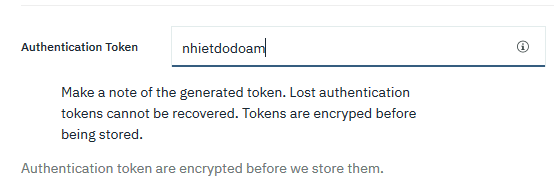 Authentication Token nhietdodoam
Make a note of the generated token. Lost authentication
tokens cannot be recovered. Tokens are encryped before
being stored.
Authentication token are encrypted before we store them.